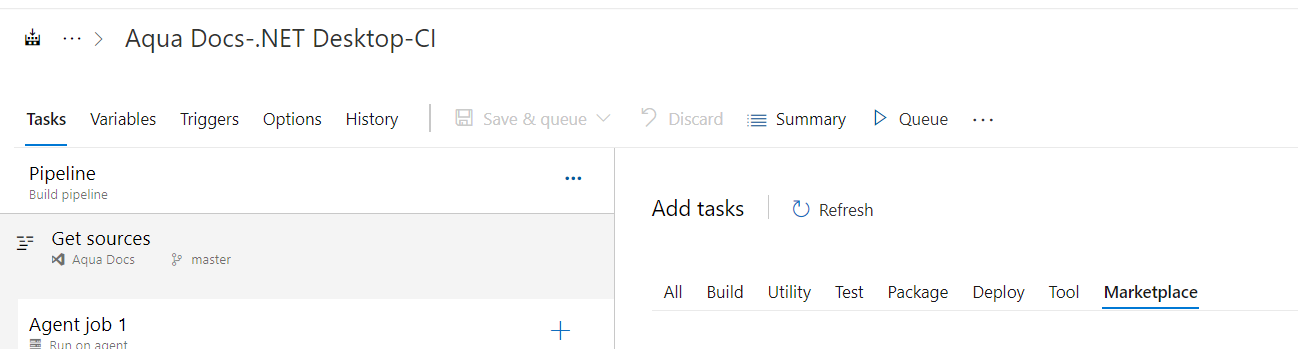 Aqua Docs-.NET Desktop-CI
Tasks Variables Triggers Options History Save & queue Discard Summary Queue
Pipeline
Build pipeline
Add tasks Refresh
Get sources
Aqua Docs master
All Build Utility Test Package Deploy Tool Marketplace
Agent job 1
Run on agent